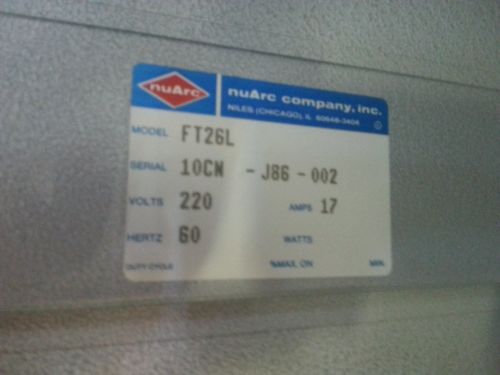 nuArc
nuArc company, inc.
NILES (CHICAGO), IL 60648-3404
MODEL FT26L
SERIAL 10CN - J86 - 002
VOLTS 220 AMPS 17
HERTZ 60 WATTS
DUTY CYCLE %MAX. ON MIN.